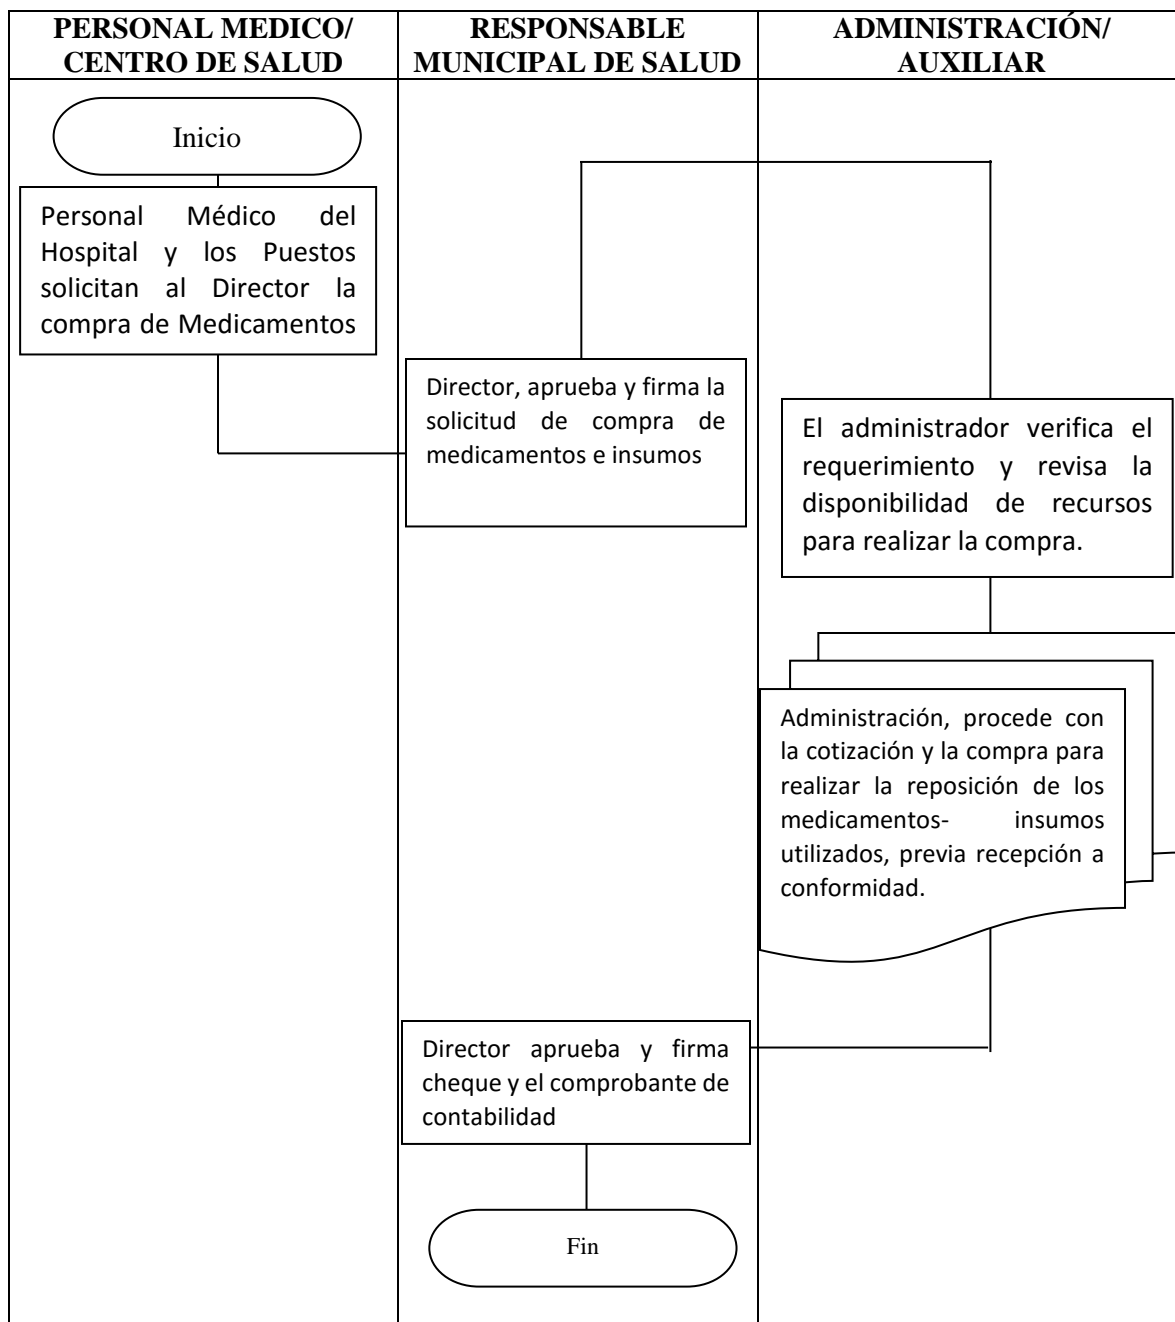 PERSONAL MEDICO/
CENTRO DE SALUD
RESPONSABLE
MUNICIPAL DE SALUD
ADMINISTRACIÓN/
AUXILIAR
Inicio
Personal Médico del
Hospital y los Puestos
solicitan al Director la
compra de Medicamentos
Director, aprueba y firma la
solicitud de compra de
medicamentos e insumos
El administrador verifica el
requerimiento y revisa la
disponibilidad de recursos
para realizar la compra.
Administración, procede con
la cotización y la compra para
realizar la reposición de los
medicamentos- insumos
utilizados, previa recepción a
conformidad.
Director aprueba y firma
cheque y el comprobante de
contabilidad
Fin